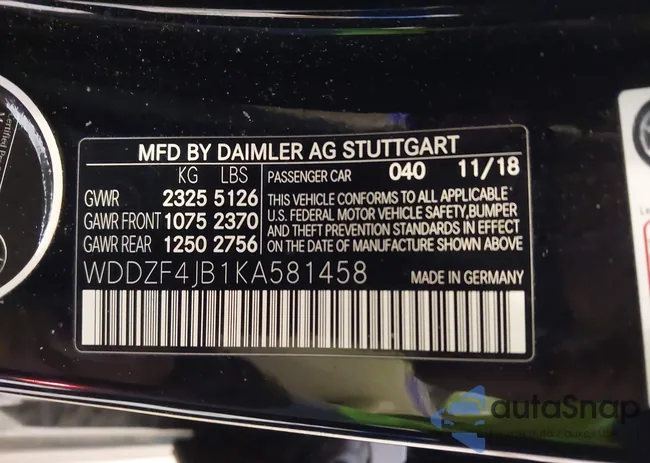 MFD BY DAIMLER AG STUTTGART
KG LBS PASSENGER CAR 040 11/18
GVWR 2325 5126 THIS VEHICLE CONFORMS TO ALL APPLICABLE
GAWR FRONT 1075 2370 U.S. FEDERAL MOTOR VEHICLE SAFETY, BUMPER
GAWR REAR 1250 2756 AND THEFT PREVENTION STANDARDS IN EFFECT
ON THE DATE OF MANUFACTURE SHOWN ABOVE
WDDZF4JB1KA581458 MADE IN GERMANY
autaSnap